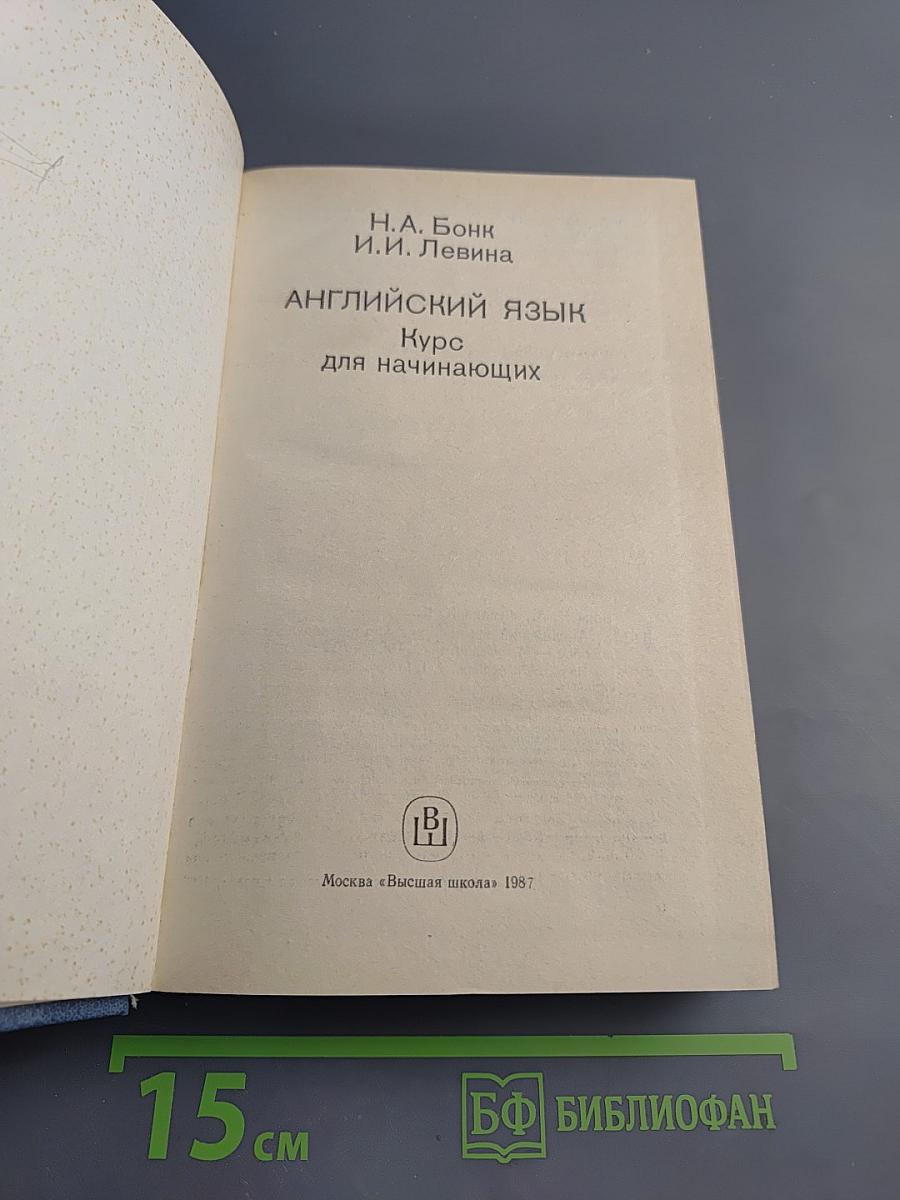 Н.А. Бонк
И.И. Левина
АНГЛИЙСКИЙ ЯЗЫК
Курс
для начинающих
ВШ
Москва «Высшая школа» 1987
15 см
БФ БИБЛИОФАН